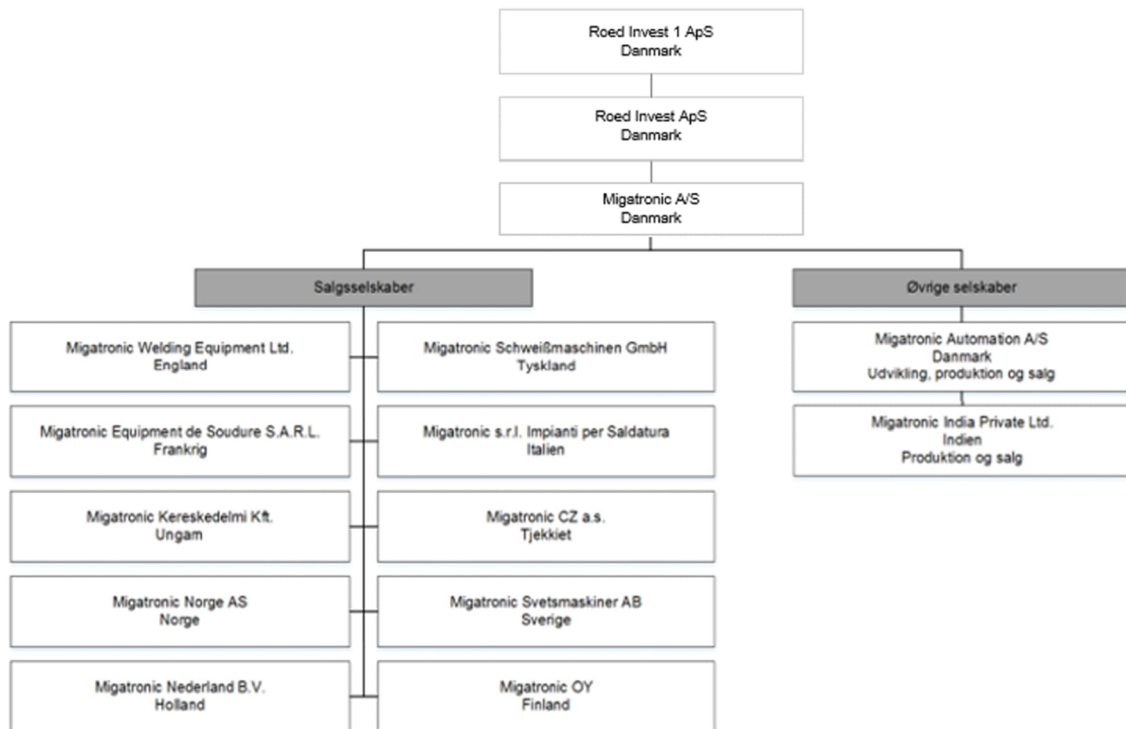 Roed Invest 1 ApS
Danmark
Roed Invest ApS
Danmark
Migatronic A/S
Danmark
Salgsselskaber
Øvrige selskaber
Migatronic Welding Equipment Ltd.
England
Migatronic Schweißmaschinen GmbH
Tyskland
Migatronic Automation A/S
Danmark
Udvikling, produktion og salg
Migatronic Equipment de Soudure S.A.R.L.
Frankrig
Migatronic s.r.l. Impianti per Saldatura
Italien
Migatronic India Private Ltd.
Indien
Produktion og salg
Migatronic Kereskedelmi Kft.
Ungarn
Migatronic CZ a.s.
Tjekkiet
Migatronic Norge AS
Norge
Migatronic Svetsmaskiner AB
Sverige
Migatronic Nederland B.V.
Holland
Migatronic OY
Finland